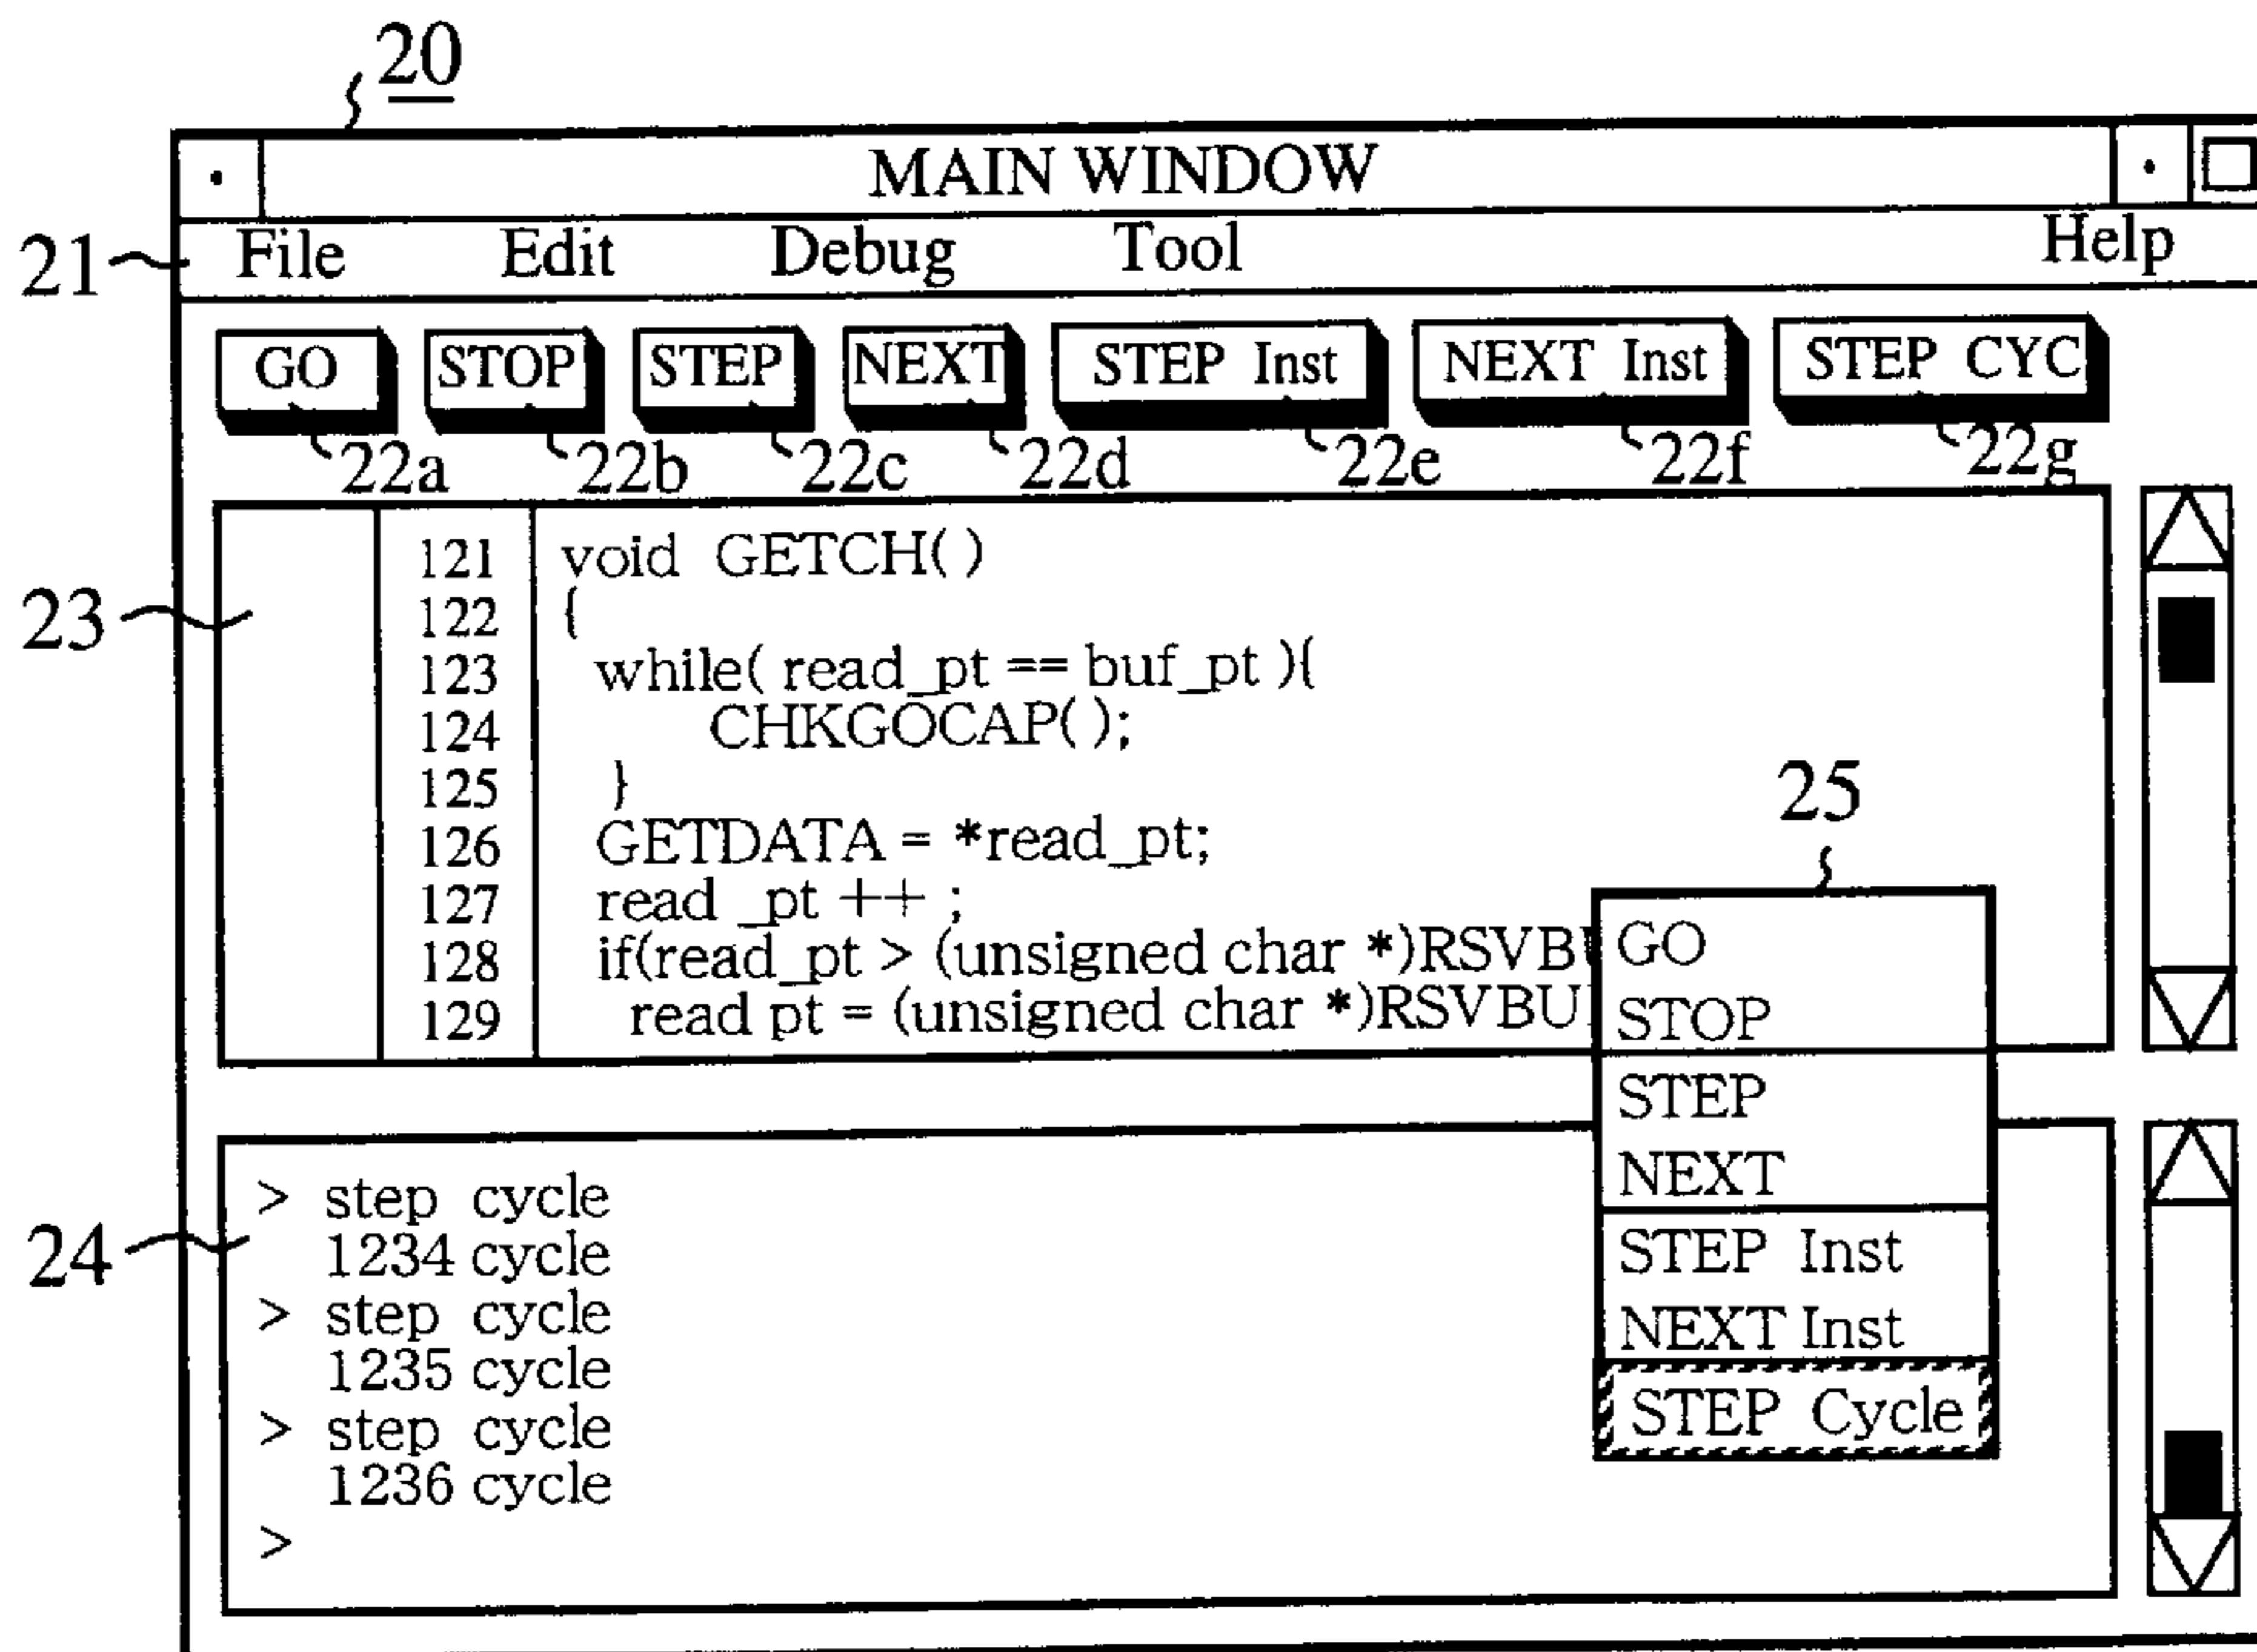 20
MAIN WINDOW
21 File Edit Debug Tool Help
GO STOP STEP NEXT STEP Inst NEXT Inst STEP CYC
22a 22b 22c 22d 22e 22f 22g
23
121 void GETCH()
122 {
123 while( read_pt == buf_pt ){
124 CHKGOCAP();
125 }
126 GETDATA = *read_pt;
127 read _pt ++ ;
128 if(read_pt > (unsigned char *)RSVB
129 read pt = (unsigned char *)RSVBU
25
GO
STOP
STEP
NEXT
STEP Inst
NEXT Inst
STEP Cycle
24
> step cycle
1234 cycle
> step cycle
1235 cycle
> step cycle
1236 cycle
>